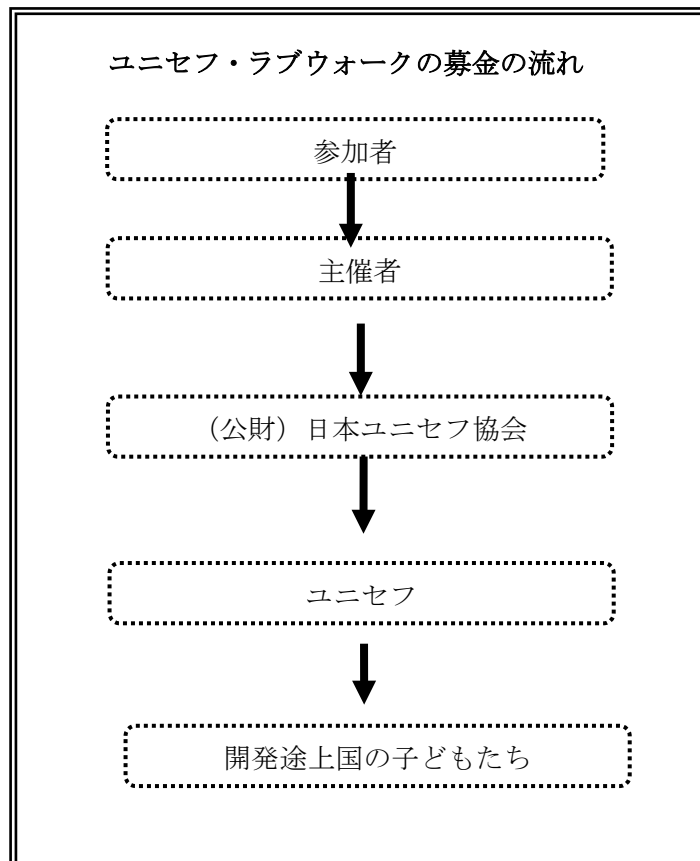 ユニセフ・ラブウォークの募金の流れ
参加者
主催者
（公財）日本ユニセフ協会
ユニセフ
開発途上国の子どもたち